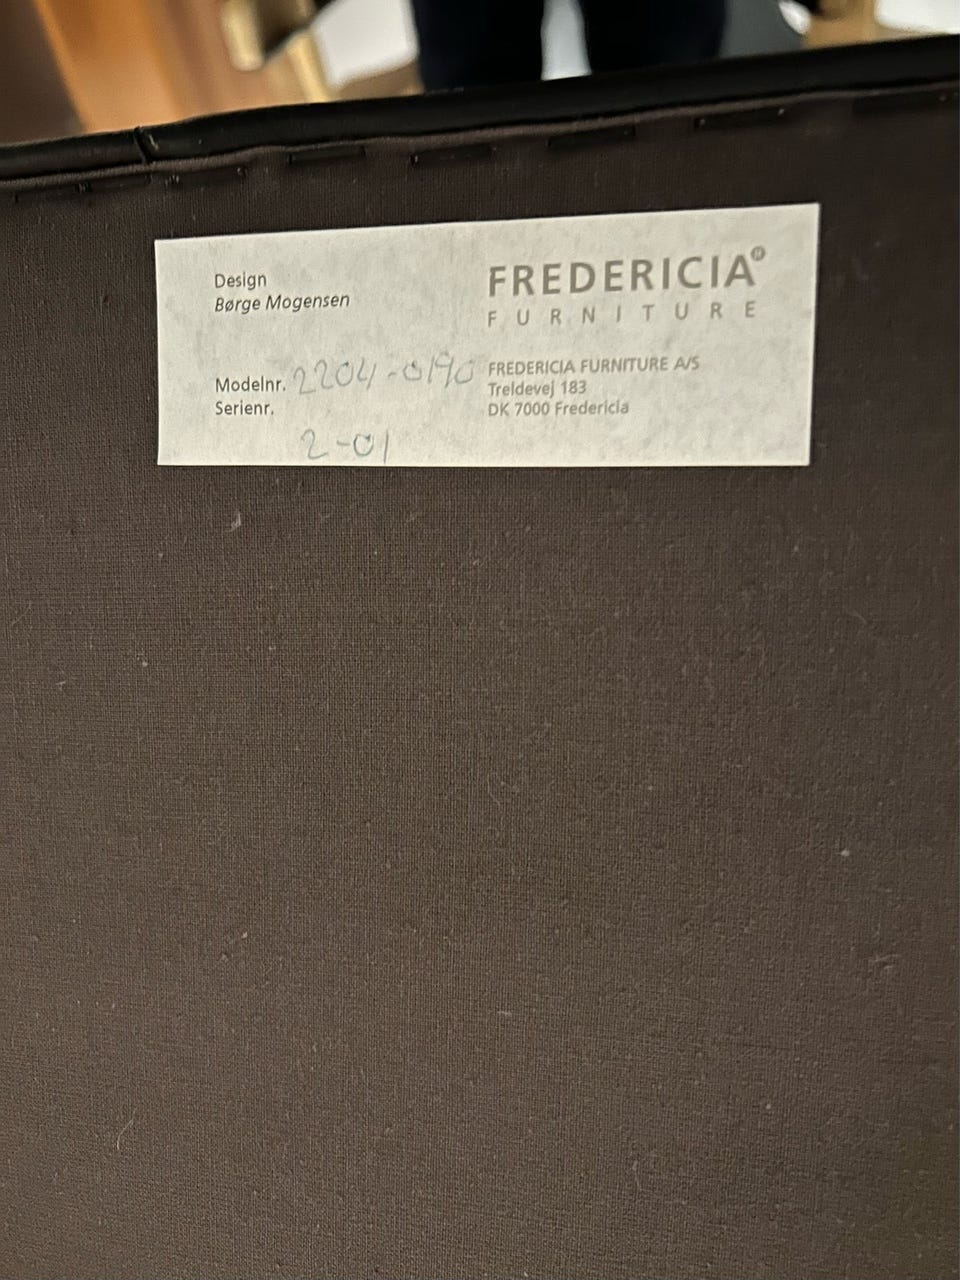 Design
Børge Mogensen
Modelnr. 2204-0190
Serienr.
2-01
FREDERICIA®
FURNITURE
FREDERICIA FURNITURE A/S
Treldevej 183
DK 7000 Fredericia